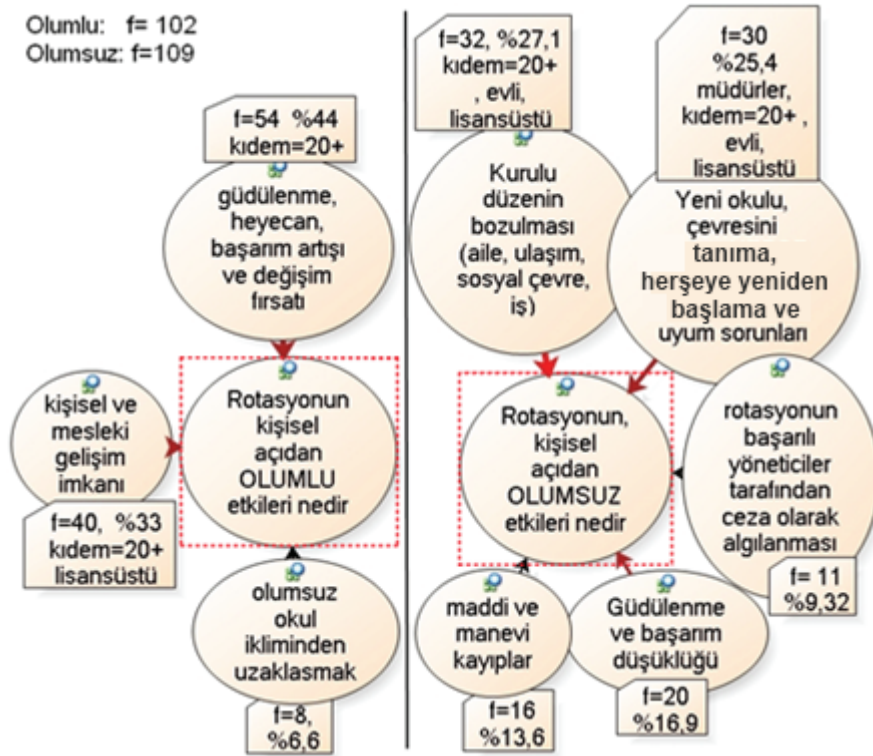 Olumlu: f= 102
Olumsuz: f=109
f=54 %44
kıdem=20+
güdülenme,
heyecan,
başarım artışı
ve değişim
fırsatı
kişisel ve
mesleki
gelişim
imkanı
f=40, %33
kıdem=20+
lisansüstü
Rotasyonun
kişisel
açıdan
OLUMLU
etkileri nedir
olumsuz
okul
ikliminden
uzaklasmak
f=8,
%6,6
f=32, %27,1
kıdem=20+
, evli,
lisansüstü
Kurulu
düzenin
bozulması
(aile, ulaşım,
sosyal çevre,
iş)
f=30
%25,4
müdürler,
kıdem=20+ ,
evli,
lisansüstü
Yeni okulu,
çevresini
tanıma,
herşeye yeniden
başlama ve
uyum sorunları
Rotasyonun,
kişisel
açıdan
OLUMSUZ
etkileri nedir
rotasyonun
başarılı
yöneticiler
tarafından
ceza olarak
algılanması
f= 11
%9,32
maddi ve
manevi
kayıplar
f=16
%13,6
Güdülenme
ve başarım
düşüklüğü
f=20
%16,9